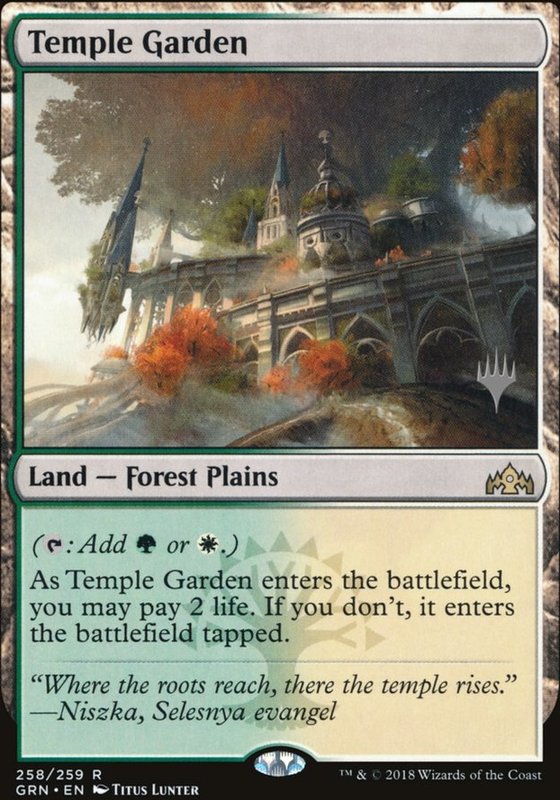 Temple Garden
Land — Forest Plains
( : Add or .)
As Temple Garden enters the battlefield,
you may pay 2 life. If you don't, it enters
the battlefield tapped.
“Where the roots reach, there the temple rises.”
—Niszka, Selesnya evangel
258/259 R
GRN • EN Titus Lunter
™ & © 2018 Wizards of the Coast